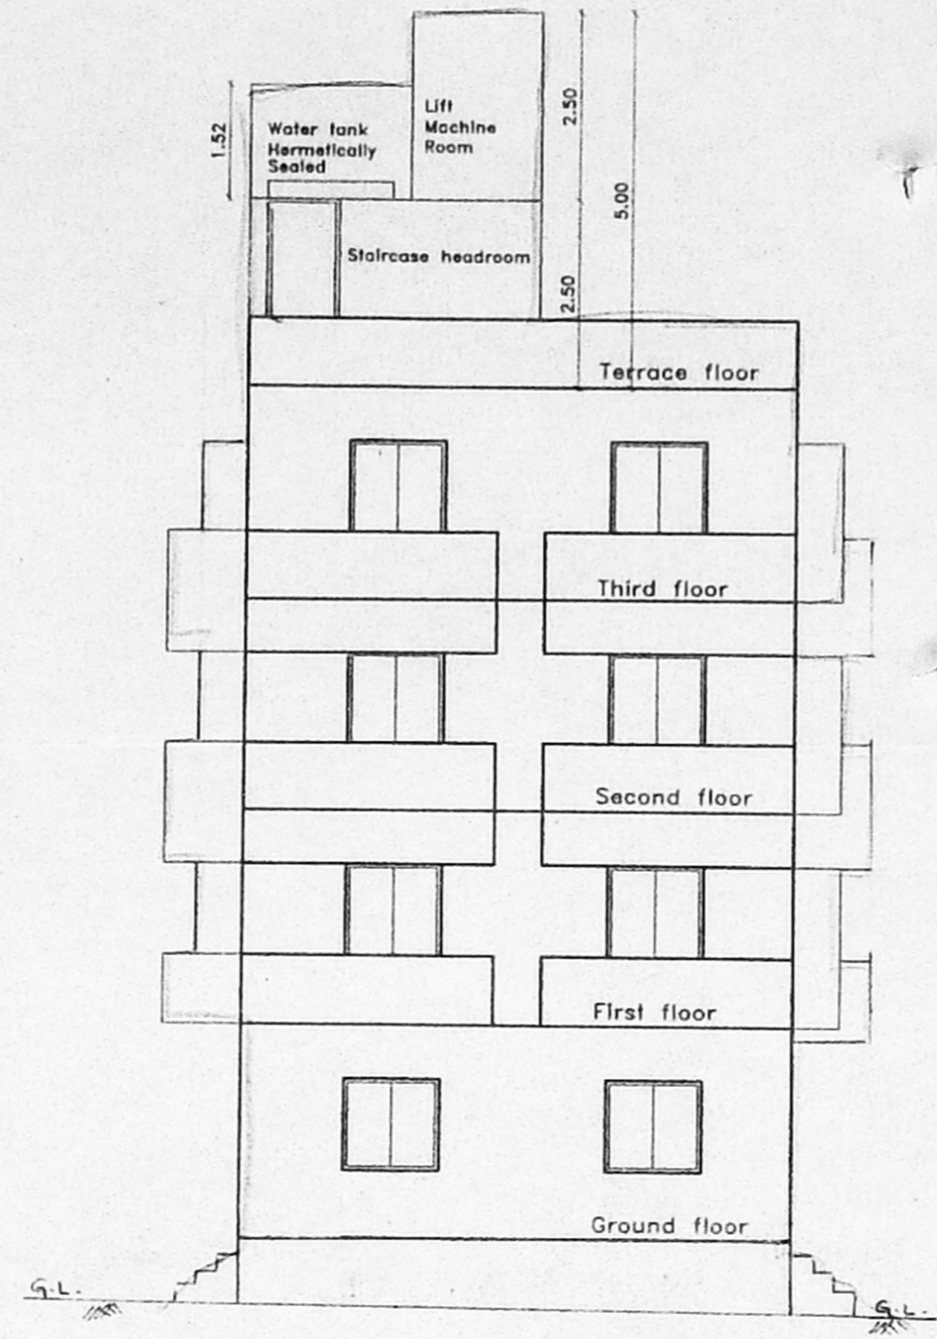 Lift
Machine
Room
2.50
1.52
Water tank
Hermetically
Sealed
5.00
Staircase headroom
2.50
Terrace floor
Third floor
Second floor
First floor
Ground floor
G.L.
G.L.